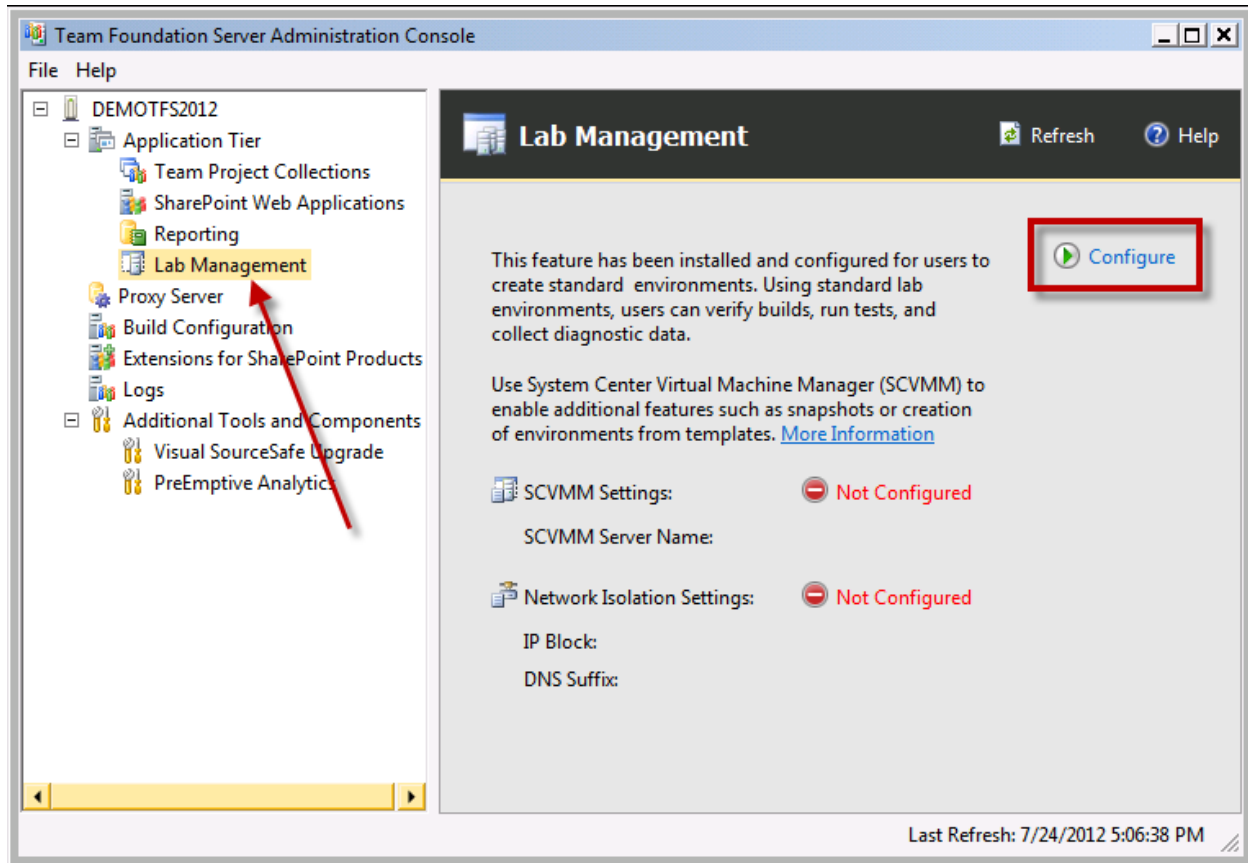 Team Foundation Server Administration Console
File Help
DEMOTFS2012
Application Tier
Team Project Collections
SharePoint Web Applications
Reporting
Lab Management
Proxy Server
Build Configuration
Extensions for SharePoint Products
Logs
Additional Tools and Components
Visual SourceSafe Upgrade
PreEmptive Analytics
Lab Management
Refresh
Help
This feature has been installed and configured for users to
create standard environments. Using standard lab
environments, users can verify builds, run tests, and
collect diagnostic data.
Configure
Use System Center Virtual Machine Manager (SCVMM) to
enable additional features such as snapshots or creation
of environments from templates. More Information
SCVMM Settings: Not Configured
SCVMM Server Name:
Network Isolation Settings: Not Configured
IP Block:
DNS Suffix:
Last Refresh: 7/24/2012 5:06:38 PM